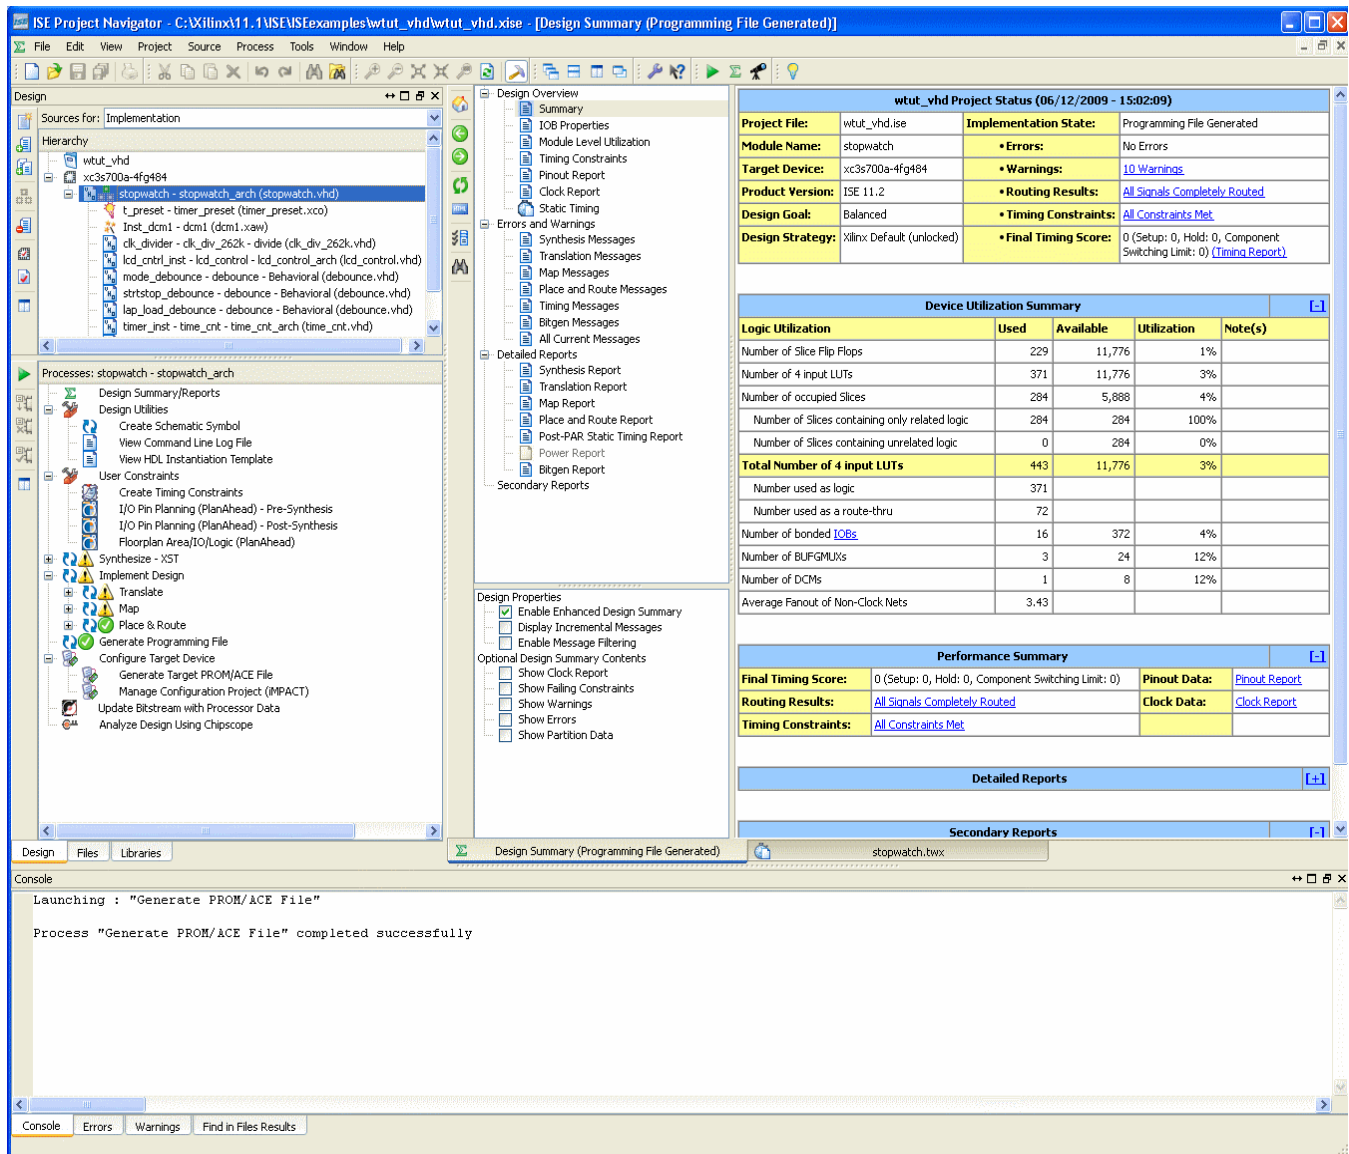 ISE Project Navigator - C:\Xilinx\11.1\ISE\ISEexamples\wtut_vhd\wtut_vhd.xise - [Design Summary (Programming File Generated)]
File Edit View Project Source Process Tools Window Help
Design
Sources for: Implementation
Hierarchy
wtut_vhd
xc3s700a-4fg484
stopwatch - stopwatch_arch (stopwatch.vhd)
t_preset - timer_preset (timer_preset.xco)
Inst_dcm1 - dcm1 (dcm1.xaw)
clk_divider - clk_div_262k - divide (clk_div_262k.vhd)
lcd_cntrl_inst - lcd_control - lcd_control_arch (lcd_control.vhd)
mode_debounce - debounce - Behavioral (debounce.vhd)
strtstop_debounce - debounce - Behavioral (debounce.vhd)
lap_load_debounce - debounce - Behavioral (debounce.vhd)
timer_inst - time_cnt - time_cnt_arch (time_cnt.vhd)
Processes: stopwatch - stopwatch_arch
Design Summary/Reports
Design Utilities
Create Schematic Symbol
View Command Line Log File
View HDL Instantiation Template
User Constraints
Create Timing Constraints
I/O Pin Planning (PlanAhead) - Pre-Synthesis
I/O Pin Planning (PlanAhead) - Post-Synthesis
Floorplan Area/IO/Logic (PlanAhead)
Synthesize - XST
Implement Design
Translate
Map
Place & Route
Generate Programming File
Configure Target Device
Generate Target PROM/ACE File
Manage Configuration Project (iMPACT)
Update Bitstream with Processor Data
Analyze Design Using Chipscope
Design Files Libraries
Design Overview
Summary
IOB Properties
Module Level Utilization
Timing Constraints
Pinout Report
Clock Report
Static Timing
Errors and Warnings
Synthesis Messages
Translation Messages
Map Messages
Place and Route Messages
Timing Messages
Bitgen Messages
All Current Messages
Detailed Reports
Synthesis Report
Translation Report
Map Report
Place and Route Report
Post-PAR Static Timing Report
Power Report
Bitgen Report
Secondary Reports
Design Properties
Enable Enhanced Design Summary
Display Incremental Messages
Enable Message Filtering
Optional Design Summary Contents
Show Clock Report
Show Failing Constraints
Show Warnings
Show Errors
Show Partition Data
wtut_vhd Project Status (06/12/2009 - 15:02:09)
Project File: wtut_vhd.ise Implementation State: Programming File Generated
Module Name: stopwatch • Errors: No Errors
Target Device: xc3s700a-4fg484 • Warnings: 10 Warnings
Product Version: ISE 11.2 • Routing Results: All Signals Completely Routed
Design Goal: Balanced • Timing Constraints: All Constraints Met
Design Strategy: Xilinx Default (unlocked) • Final Timing Score: 0 (Setup: 0, Hold: 0, Component
Switching Limit: 0) (Timing Report)
Device Utilization Summary [-]
Logic Utilization Used Available Utilization Note(s)
Number of Slice Flip Flops 229 11,776 1%
Number of 4 input LUTs 371 11,776 3%
Number of occupied Slices 284 5,888 4%
Number of Slices containing only related logic 284 284 100%
Number of Slices containing unrelated logic 0 284 0%
Total Number of 4 input LUTs 443 11,776 3%
Number used as logic 371
Number used as a route-thru 72
Number of bonded IOBs 16 372 4%
Number of BUFGMUXs 3 24 12%
Number of DCMs 1 8 12%
Average Fanout of Non-Clock Nets 3.43
Performance Summary [-]
Final Timing Score: 0 (Setup: 0, Hold: 0, Component Switching Limit: 0) Pinout Data: Pinout Report
Routing Results: All Signals Completely Routed Clock Data: Clock Report
Timing Constraints: All Constraints Met
Detailed Reports [+]
Secondary Reports [-]
Design Summary (Programming File Generated) stopwatch.twx
Console
Launching : "Generate PROM/ACE File"
Process "Generate PROM/ACE File" completed successfully
Console Errors Warnings Find in Files Results